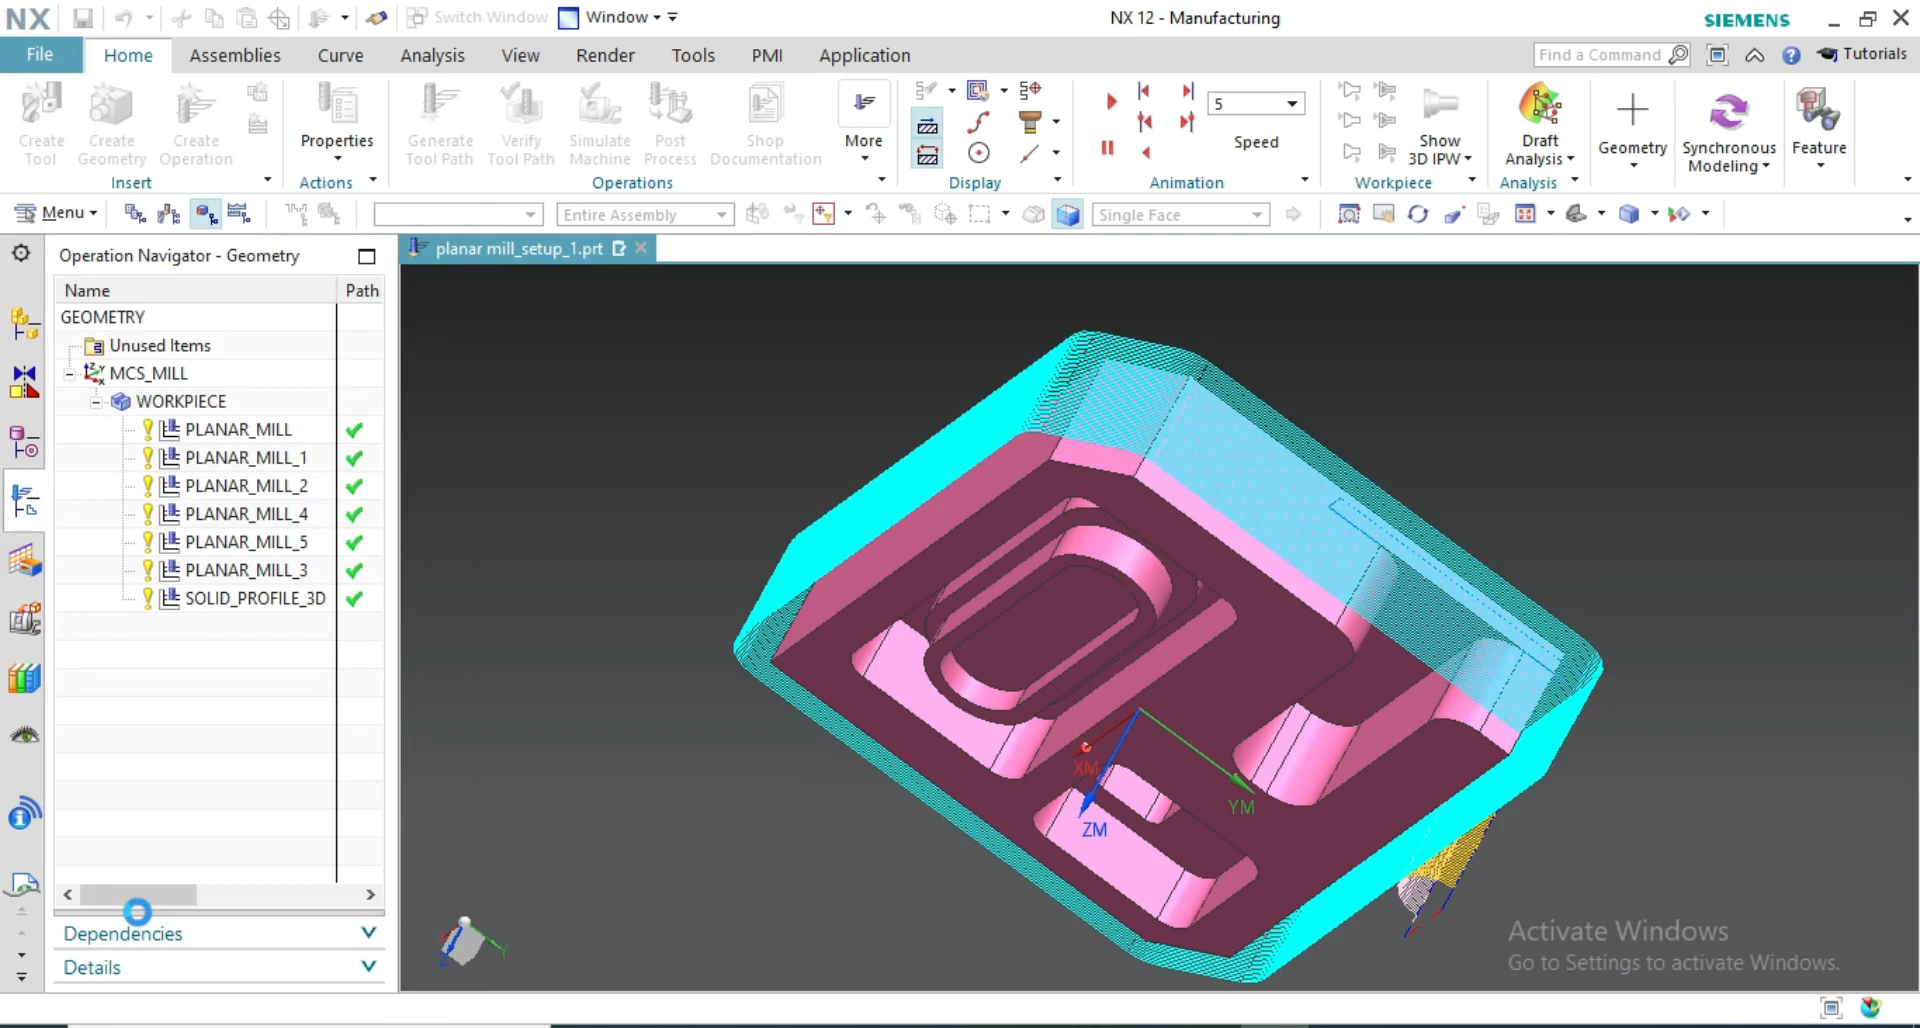 NX
Switch Window
Window
NX 12 - Manufacturing
SIEMENS
File
Home
Assemblies
Curve
Analysis
View
Render
Tools
PMI
Application
Find a Command
Tutorials
Create Tool
Create Geometry
Create Operation
Insert
Properties
Actions
Generate Tool Path
Verify Tool Path
Simulate Machine
Post Process
Shop Documentation
Operations
More
Display
5
Speed
Animation
Show 3D IPW
Workpiece
Draft Analysis
Analysis
Geometry
Synchronous Modeling
Feature
Menu
Entire Assembly
Single Face
Operation Navigator - Geometry
planar mill_setup_1.prt
Name
Path
GEOMETRY
Unused Items
MCS_MILL
WORKPIECE
PLANAR_MILL
PLANAR_MILL_1
PLANAR_MILL_2
PLANAR_MILL_4
PLANAR_MILL_5
PLANAR_MILL_3
SOLID_PROFILE_3D
Dependencies
Details
XM
YM
ZM
Activate Windows
Go to Settings to activate Windows.